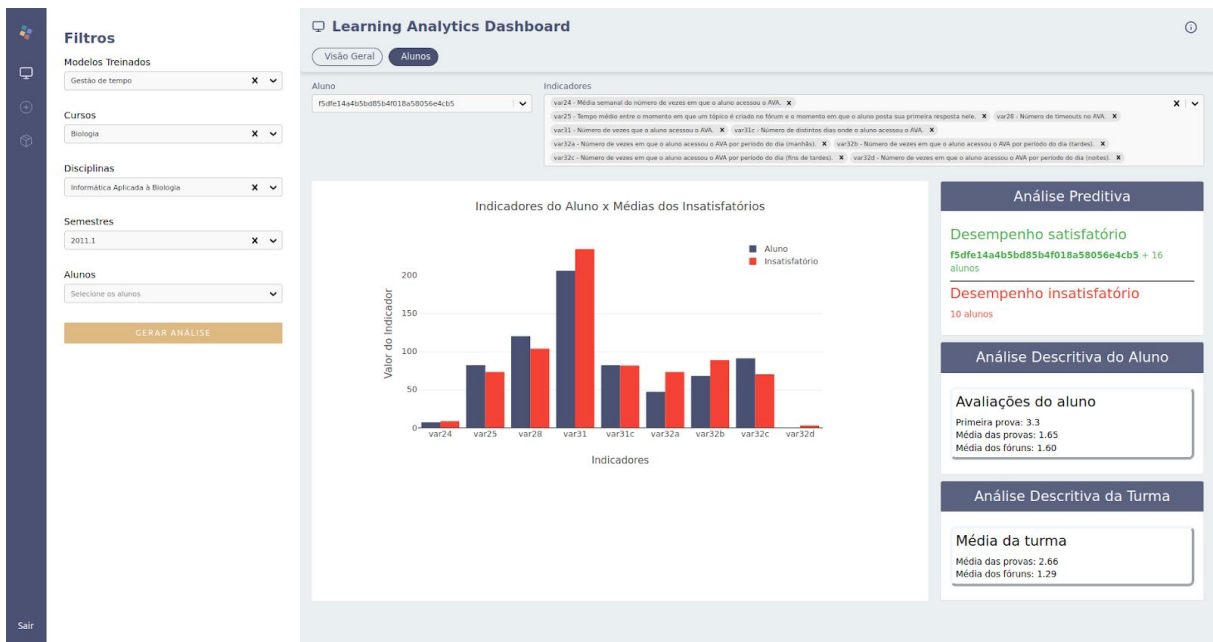 Filtros
Modelos Treinados
Gestão de tempo
Cursos
Biologia
Disciplinas
Informática Aplicada à Biologia
Semestres
2011.1
Alunos
Selecione os alunos
GERAR ANÁLISE
Sair
Learning Analytics Dashboard
Visão Geral
Alunos
Aluno
f5dfe14a4b5bd85b4f018a58056e4cb5
Indicadores
var24 - Média semanal do número de vezes em que o aluno acessou o AVA. x
var25 - Tempo médio entre o momento em que um tópico é criado no fórum e o momento em que o aluno posta sua primeira resposta nele. x var28 - Número de timeouts no AVA. x
var31 - Número de vezes que o aluno acessou o AVA. x var31c - Número de distintos dias onde o aluno acessou o AVA. x
var32a - Número de vezes em que o aluno acessou o AVA por período do dia (manhãs). x var32b - Número de vezes em que o aluno acessou o AVA por período do dia (tardes). x
var32c - Número de vezes em que o aluno acessou o AVA por período do dia (fins de tardes). x var32d - Número de vezes em que o aluno acessou o AVA por período do dia (noites). x
Indicadores do Aluno x Médias dos Insatisfatórios
Aluno
Insatisfatório
Valor do Indicador
200
150
100
50
0
var24 var25 var28 var31 var31c var32a var32b var32c var32d
Indicadores
Análise Preditiva
Desempenho satisfatório
f5dfe14a4b5bd85b4f018a58056e4cb5 + 16
alunos
Desempenho insatisfatório
10 alunos
Análise Descritiva do Aluno
Avaliações do aluno
Primeira prova: 3.3
Média das provas: 1.65
Média dos fóruns: 1.60
Análise Descritiva da Turma
Média da turma
Média das provas: 2.66
Média dos fóruns: 1.29